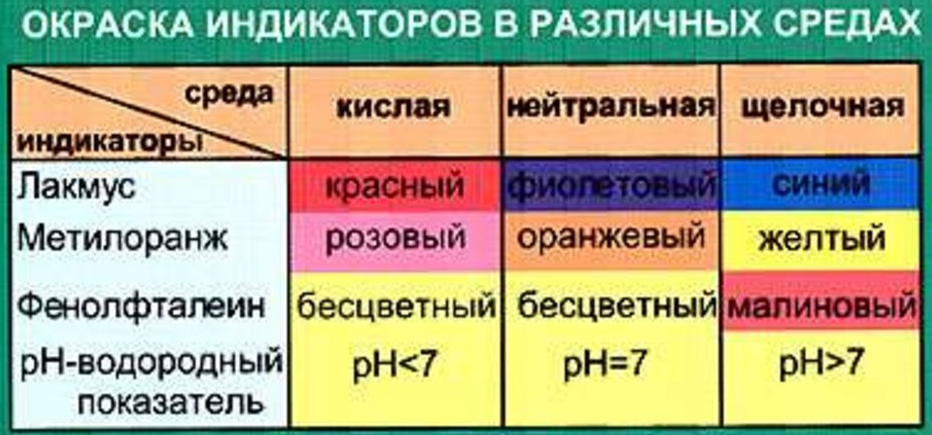 ОКРАСКА ИНДИКАТОРОВ В РАЗЛИЧНЫХ СРЕДАХ
среда
индикаторы
кислая нейтральная щелочная
Лакмус красный фиолетовый синий
Метилоранж розовый оранжевый желтый
Фенолфталеин бесцветный бесцветный малиновый
рН-водородный показатель рН<7 рН=7 рН>7